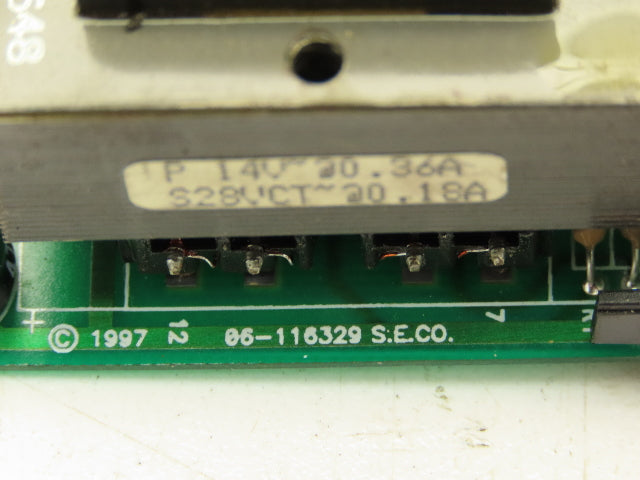 548
P 14V~@0.36A
S28VCT~@0.18A
7
+
© 1997 12 06-116329 S.E.CO.